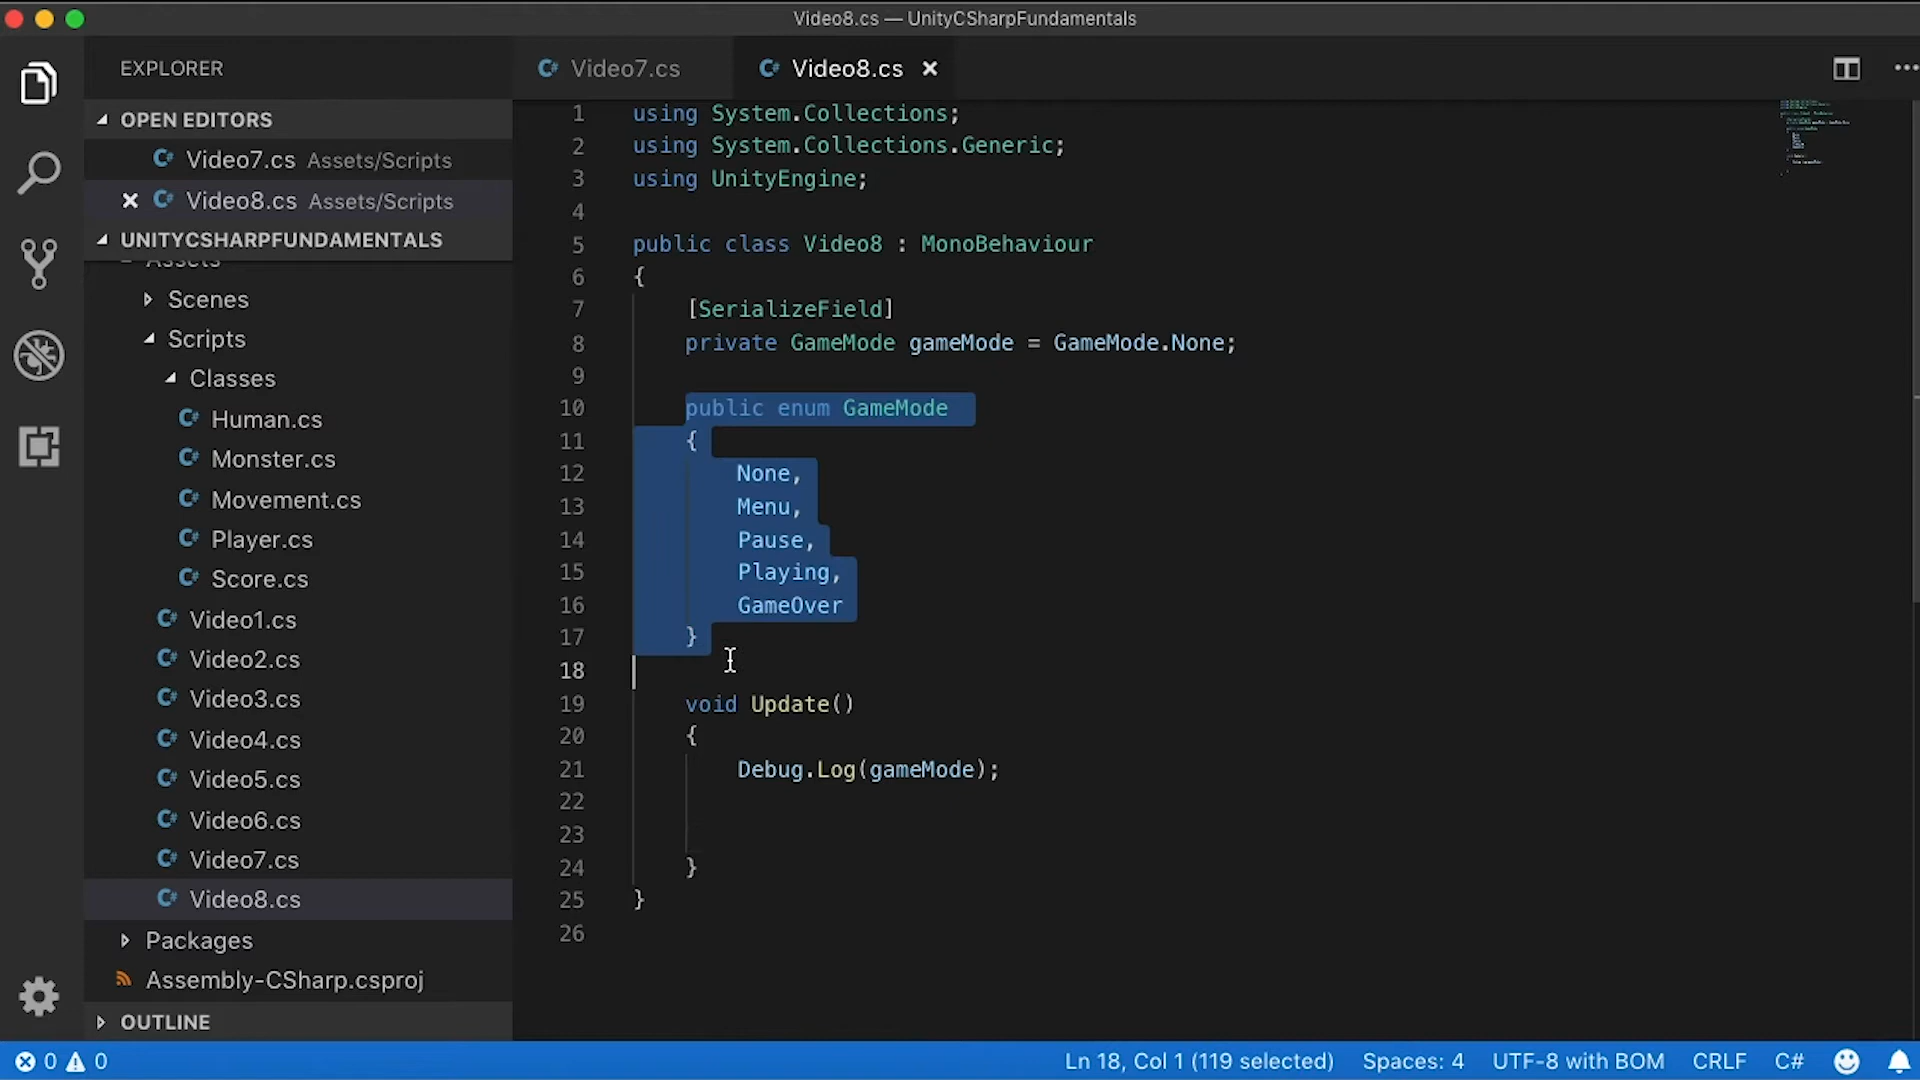 Video8.cs — UnityCSharpFundamentals
EXPLORER
OPEN EDITORS
Video7.cs Assets/Scripts
Video8.cs Assets/Scripts
UNITYCSHARPFUNDAMENTALS
Assets
Scenes
Scripts
Classes
Human.cs
Monster.cs
Movement.cs
Player.cs
Score.cs
Video1.cs
Video2.cs
Video3.cs
Video4.cs
Video5.cs
Video6.cs
Video7.cs
Video8.cs
Packages
Assembly-CSharp.csproj
OUTLINE
Video7.cs Video8.cs
1 using System.Collections;
2 using System.Collections.Generic;
3 using UnityEngine;
4
5 public class Video8 : MonoBehaviour
6 {
7 [SerializeField]
8 private GameMode gameMode = GameMode.None;
9
10 public enum GameMode
11 {
12 None,
13 Menu,
14 Pause,
15 Playing,
16 GameOver
17 }
18
19 void Update()
20 {
21 Debug.Log(gameMode);
22
23
24 }
25 }
26
0 0 Ln 18, Col 1 (119 selected) Spaces: 4 UTF-8 with BOM CRLF C#